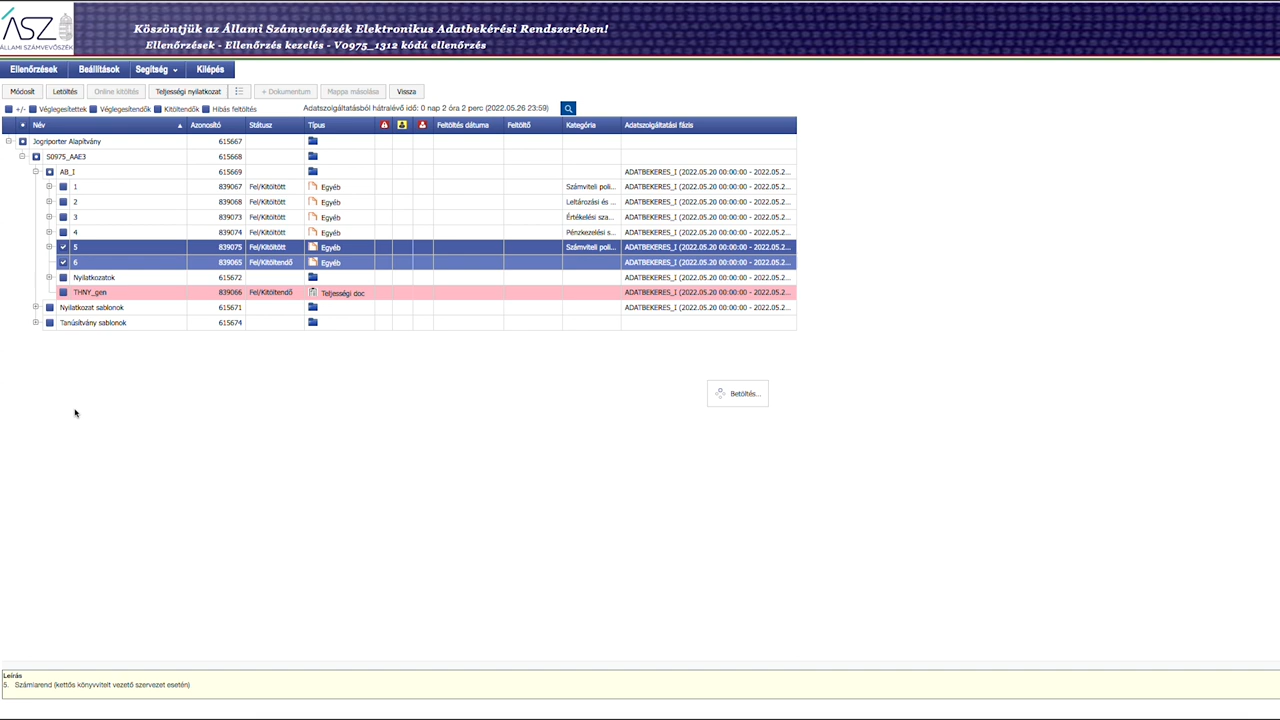 ÁSZ
ÁLLAMI SZÁMVEVŐSZÉK
Köszöntjük az Állami Számvevőszék Elektronikus Adatbekérési Rendszerében!
Ellenőrzések - Ellenőrzés kezelés - V0975_1312 kódú ellenőrzés
Ellenőrzések Beállítások Segítség Kilépés
Módosít Letöltés Online kitöltés Teljességi nyilatkozat + Dokumentum Mappa másolása Vissza
+/- Véglegesítettek Véglegesítendők Kitöltendők Hibás feltöltés Adatszolgáltatásból hátralévő idő: 0 nap 2 óra 2 perc (2022.05.26 23:59)
Név Azonosító Státusz Típus Feltöltés dátuma Feltöltő Kategória Adatszolgáltatási fázis
Jogriporter Alapítvány 615667
S0975_AAE3 615668
AB_I 615669 ADATBEKERES_I (2022.05.20 00:00:00 - 2022.05.2...
1 839067 Fel/Kitöltött Egyéb Számviteli poli... ADATBEKERES_I (2022.05.20 00:00:00 - 2022.05.2...
2 839068 Fel/Kitöltött Egyéb Leltározási és ... ADATBEKERES_I (2022.05.20 00:00:00 - 2022.05.2...
3 839073 Fel/Kitöltött Egyéb Értékelési sza... ADATBEKERES_I (2022.05.20 00:00:00 - 2022.05.2...
4 839074 Fel/Kitöltött Egyéb Pénzkezelési s... ADATBEKERES_I (2022.05.20 00:00:00 - 2022.05.2...
5 839075 Fel/Kitöltött Egyéb Számviteli poli... ADATBEKERES_I (2022.05.20 00:00:00 - 2022.05.2...
6 839065 Fel/Kitöltendő Egyéb ADATBEKERES_I (2022.05.20 00:00:00 - 2022.05.2...
Nyilatkozatok 615672 ADATBEKERES_I (2022.05.20 00:00:00 - 2022.05.2...
THNY_gen 839066 Fel/Kitöltendő Teljességi doc ADATBEKERES_I (2022.05.20 00:00:00 - 2022.05.2...
Nyilatkozat sablonok 615671 ADATBEKERES_I (2022.05.20 00:00:00 - 2022.05.2...
Tanúsítvány sablonok 615674
Betöltés...
Leírás
5. Számlarend (kettős könyvvitelt vezető szervezet esetén)